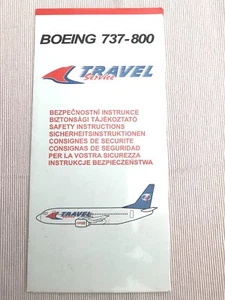 BOEING 737-800
TRAVEL
Service
BEZPEČNOSTNÍ INSTRUKCE
BIZTONSÁGI TÁJÉKOZTATÓ
SAFETY INSTRUCTIONS
SICHERHEITSINSTRUKTIONEN
CONSIGNES DE SECURITE
CONSIGNAS DE SEGURIDAD
PER LA VOSTRA SICUREZZA
INSTRUKCJE BEZPIECZEŃSTWA
TRAVEL